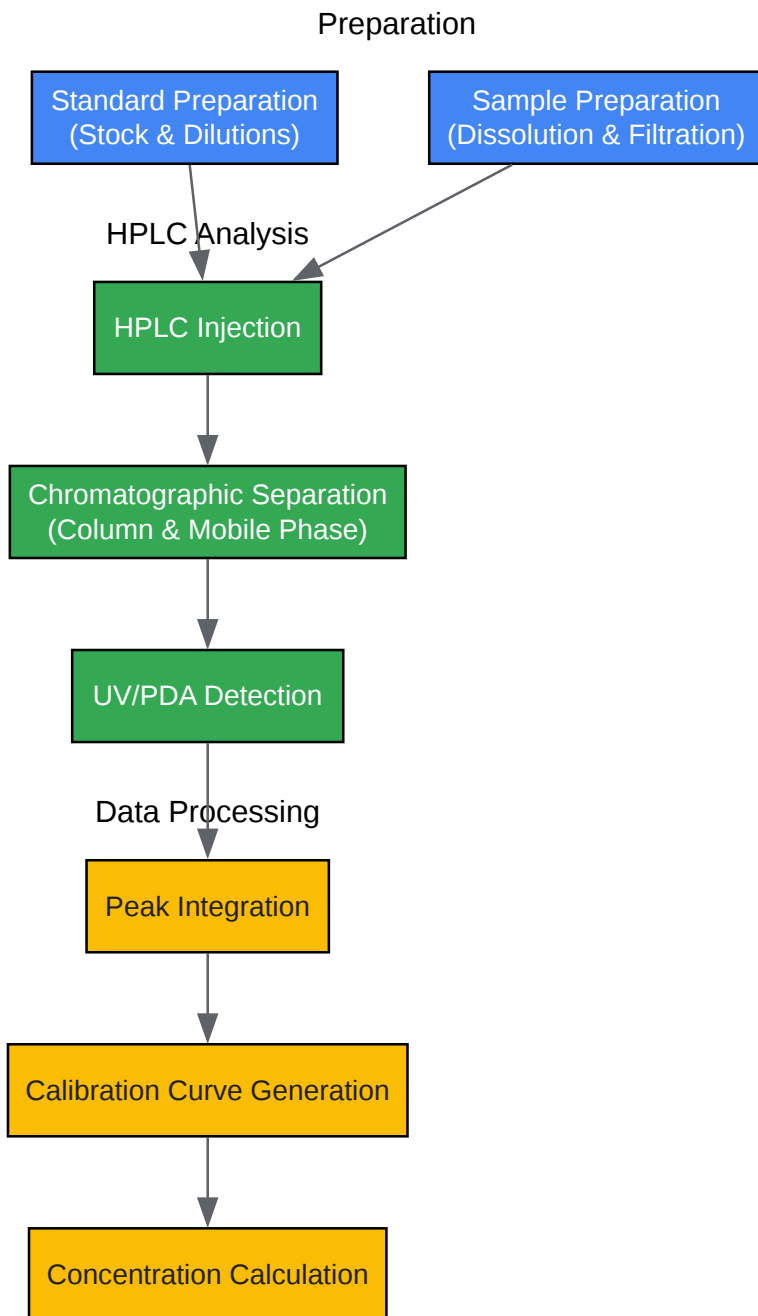 Preparation
Standard Preparation
(Stock & Dilutions)
Sample Preparation
(Dissolution & Filtration)
HPLC Analysis
HPLC Injection
Chromatographic Separation
(Column & Mobile Phase)
UV/PDA Detection
Data Processing
Peak Integration
Calibration Curve Generation
Concentration Calculation